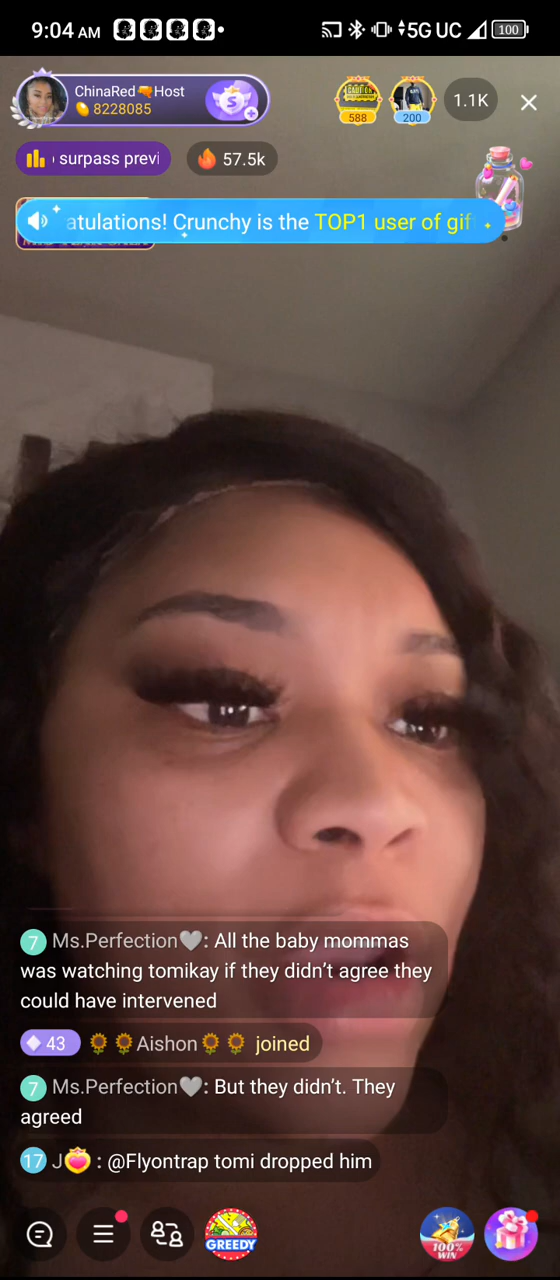 9:04 AM
5G UC
100
ChinaRed🔫Host
8228085
S
588
200
1.1K
surpass previ
57.5k
atulations! Crunchy is the TOP1 user of gif
7 Ms.Perfection🤍: All the baby mommas
was watching tomikay if they didn't agree they
could have intervened
43 🌻🌻Aishon🌻🌻 joined
7 Ms.Perfection🤍: But they didn't. They
agreed
17 J🍑 : @Flyontrap tomi dropped him
GREEDY
100%
WIN